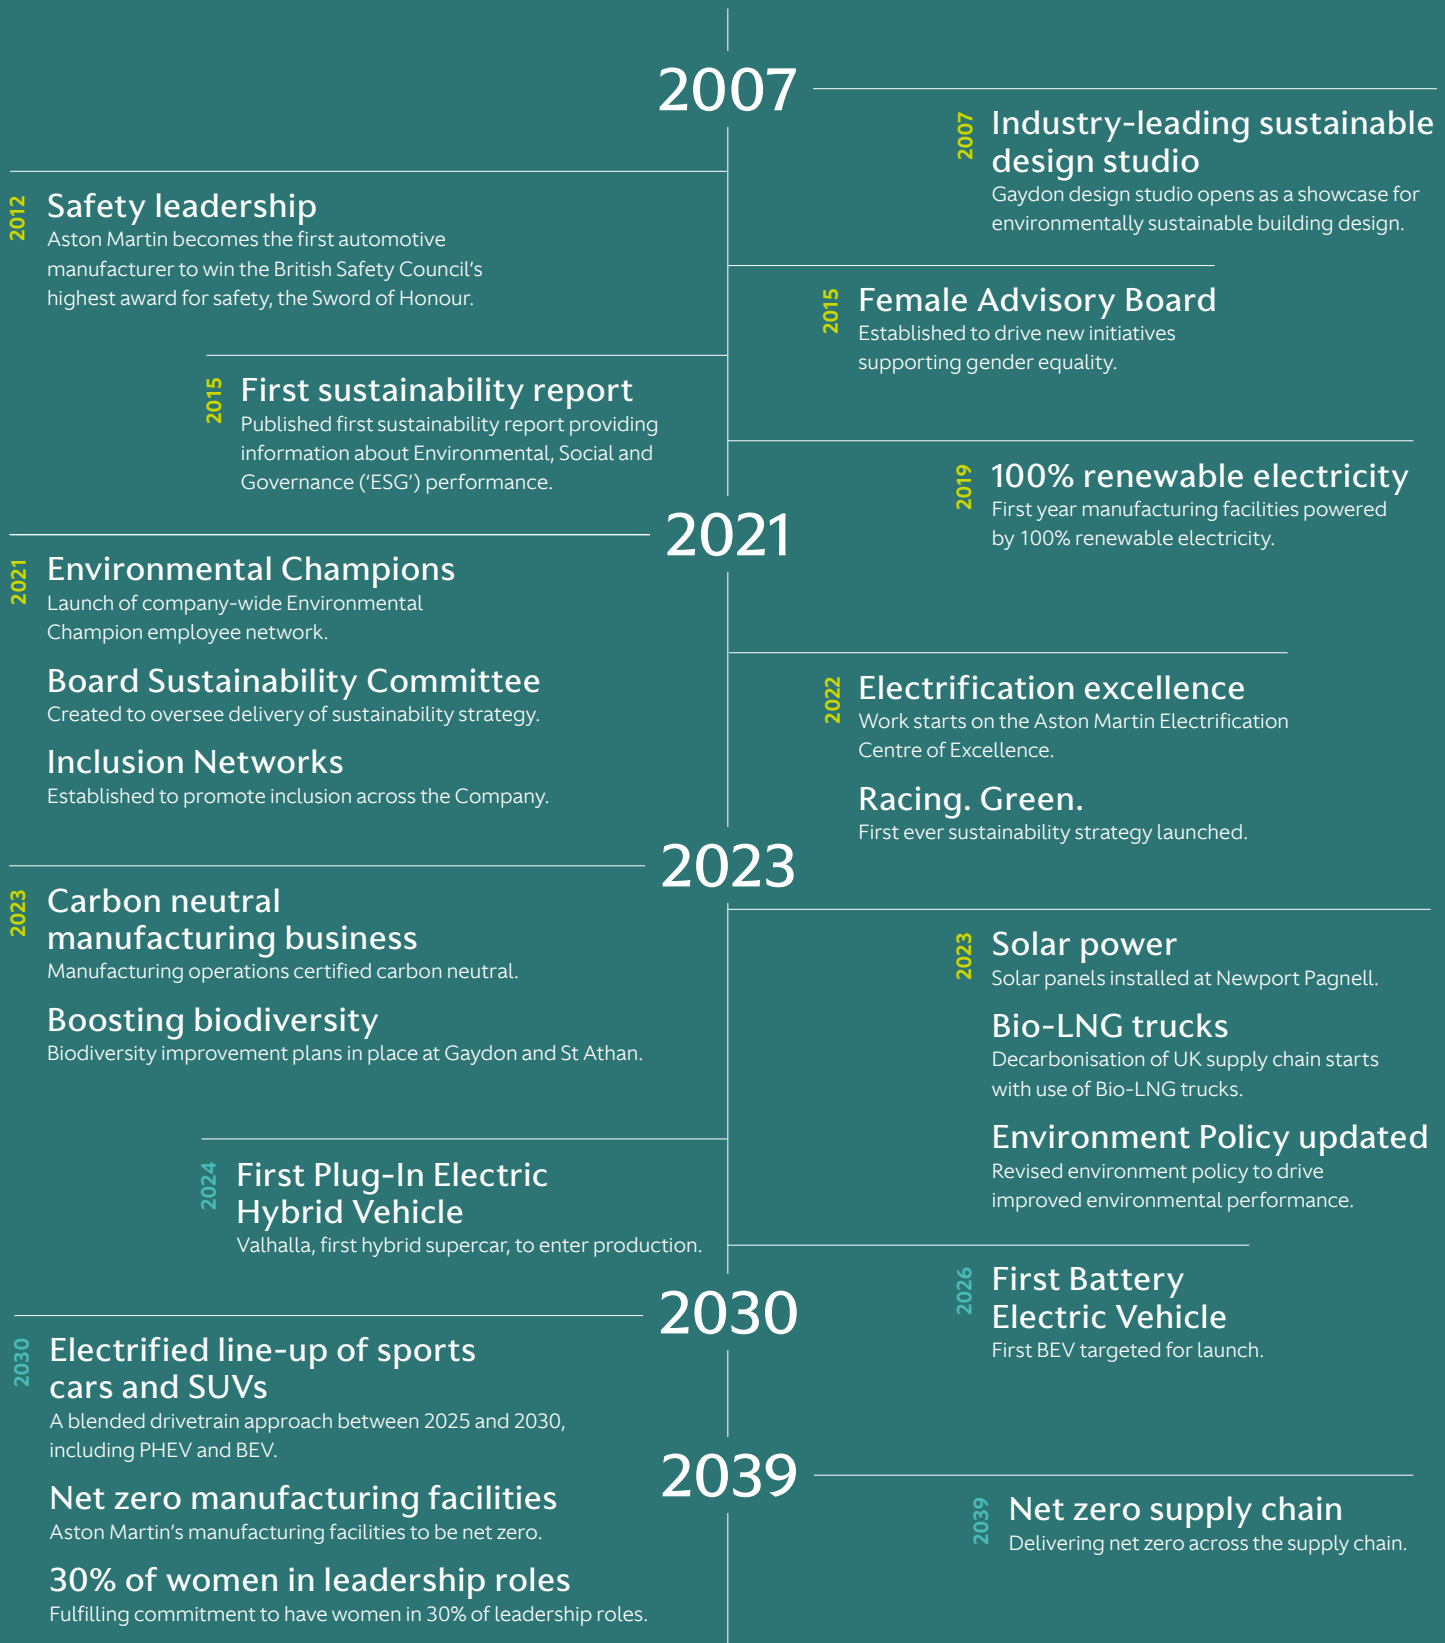 2007
2007
Industry-leading sustainable
design studio
Gaydon design studio opens as a showcase for
environmentally sustainable building design.
2012
Safety leadership
Aston Martin becomes the first automotive
manufacturer to win the British Safety Council's
highest award for safety, the Sword of Honour.
2015
Female Advisory Board
Established to drive new initiatives
supporting gender equality.
2015
First sustainability report
Published first sustainability report providing
information about Environmental, Social and
Governance ('ESG') performance.
2019
100% renewable electricity
First year manufacturing facilities powered
by 100% renewable electricity.
2021
2021
Environmental Champions
Launch of company-wide Environmental
Champion employee network.
Board Sustainability Committee
Created to oversee delivery of sustainability strategy.
Inclusion Networks
Established to promote inclusion across the Company.
2022
Electrification excellence
Work starts on the Aston Martin Electrification
Centre of Excellence.
Racing. Green.
First ever sustainability strategy launched.
2023
2023
Carbon neutral
manufacturing business
Manufacturing operations certified carbon neutral.
Boosting biodiversity
Biodiversity improvement plans in place at Gaydon and St Athan.
2023
Solar power
Solar panels installed at Newport Pagnell.
Bio-LNG trucks
Decarbonisation of UK supply chain starts
with use of Bio-LNG trucks.
Environment Policy updated
Revised environment policy to drive
improved environmental performance.
2024
First Plug-In Electric
Hybrid Vehicle
Valhalla, first hybrid supercar, to enter production.
2026
First Battery
Electric Vehicle
First BEV targeted for launch.
2030
2030
Electrified line-up of sports
cars and SUVs
A blended drivetrain approach between 2025 and 2030,
including PHEV and BEV.
Net zero manufacturing facilities
Aston Martin's manufacturing facilities to be net zero.
30% of women in leadership roles
Fulfilling commitment to have women in 30% of leadership roles.
2039
2039
Net zero supply chain
Delivering net zero across the supply chain.